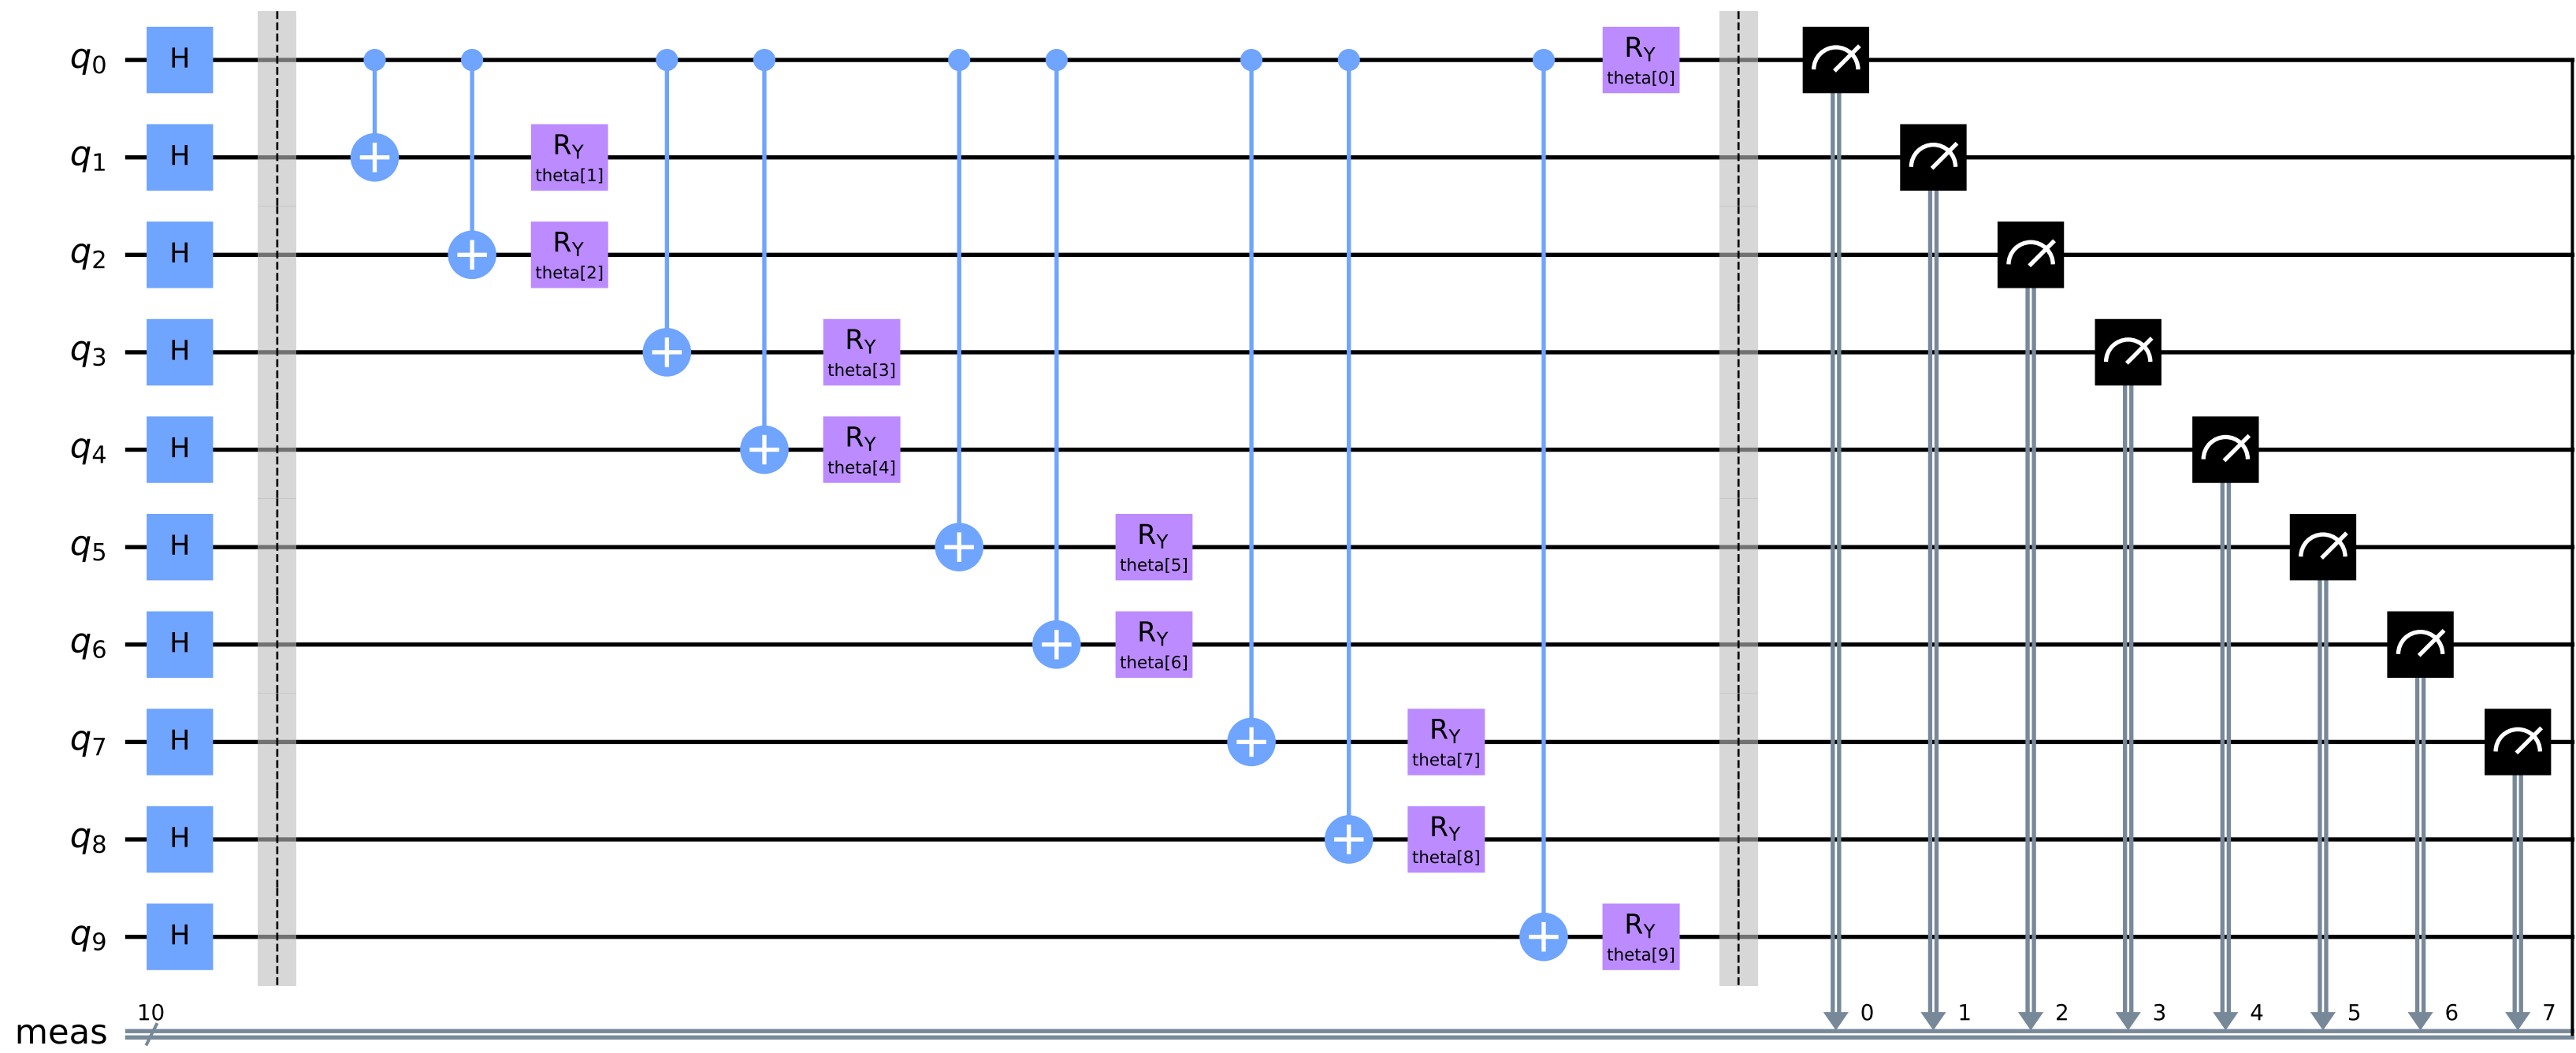 q0 H RY theta[0]
q1 H RY theta[1]
q2 H RY theta[2]
q3 H RY theta[3]
q4 H RY theta[4]
q5 H RY theta[5]
q6 H RY theta[6]
q7 H RY theta[7]
q8 H RY theta[8]
q9 H RY theta[9]
10 0 1 2 3 4 5 6 7
meas